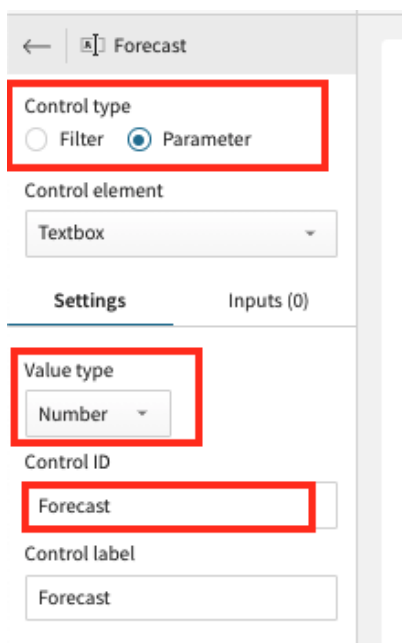 Forecast
Control type
Filter Parameter
Control element
Textbox
Settings Inputs (0)
Value type
Number
Control ID
Forecast
Control label
Forecast